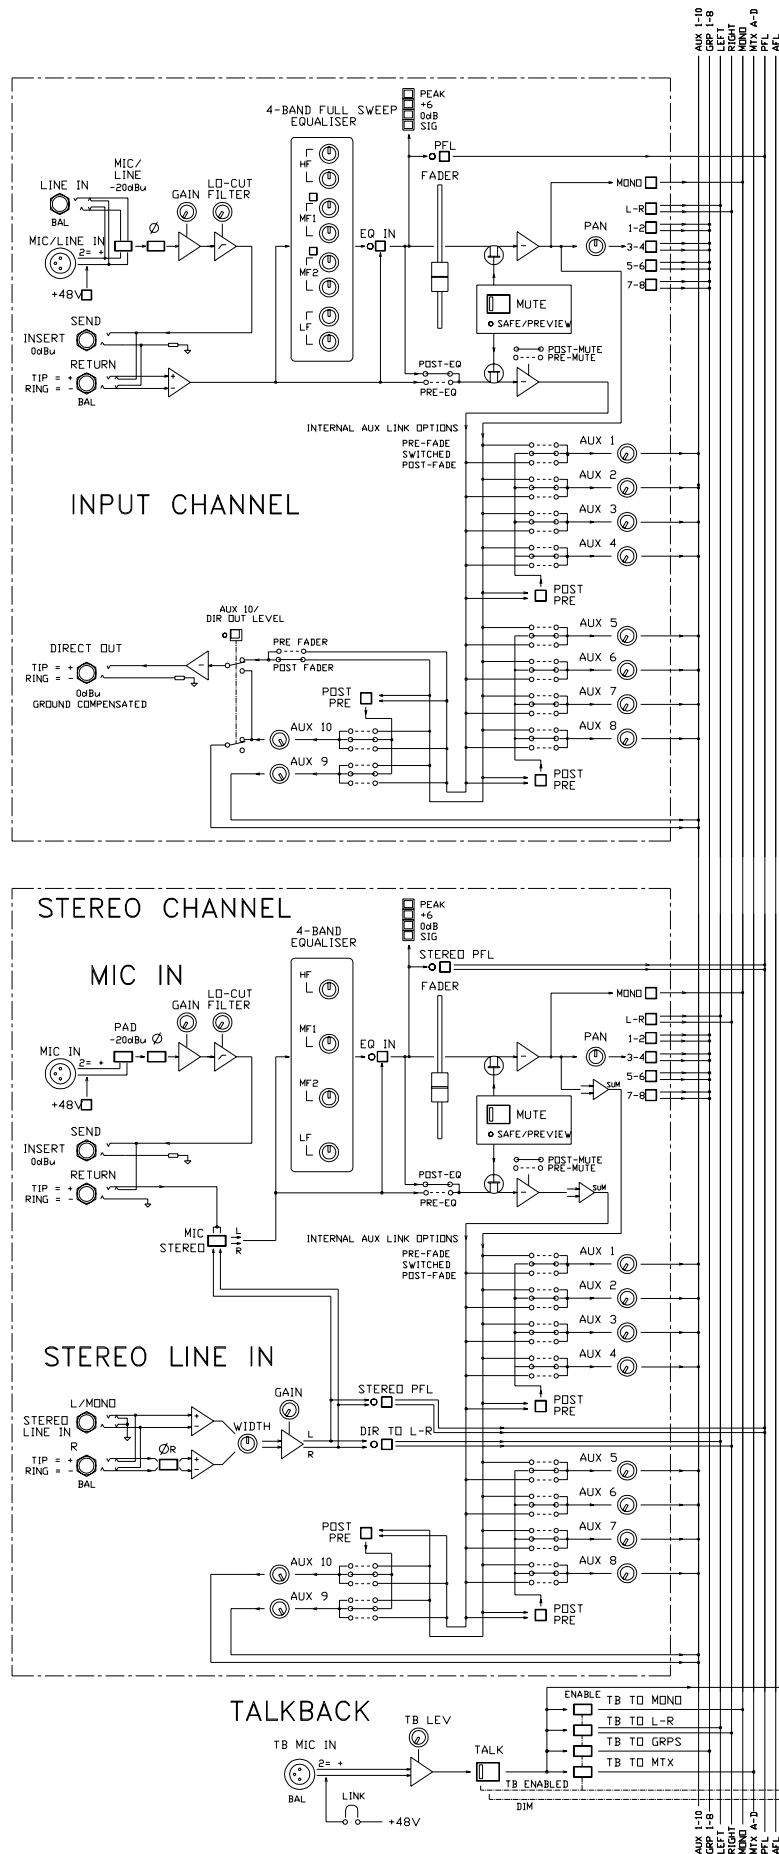 AUX 1-10
GRP 1-8
LEFT
RIGHT
MONO
MTX A-D
PFL
AFL
PEAK
+6
0dB
SIG
4-BAND FULL SWEEP
EQUALISER
PFL
FADER
MIC/
LINE
-20dBu
LINE IN
BAL
MIC/LINE IN
2= +
+48V
Ø
GAIN
LO-CUT
FILTER
HF
MF1
MF2
LF
EQ IN
MONO
L-R
1-2
PAN
3-4
5-6
7-8
MUTE
SAFE/PREVIEW
SEND
INSERT
0dBu
RETURN
TIP = +
RING = -
BAL
+
-
-
-
POST-MUTE
PRE-MUTE
POST-EQ
PRE-EQ
INTERNAL AUX LINK OPTIONS
PRE-FADE
SWITCHED
POST-FADE
AUX 1
AUX 2
AUX 3
AUX 4
POST
PRE
INPUT CHANNEL
AUX 10/
DIR OUT LEVEL
DIRECT OUT
TIP = +
RING = -
0dBu
GROUND COMPENSATED
-
PRE FADER
POST FADER
POST
PRE
AUX 10
AUX 9
AUX 5
AUX 6
AUX 7
AUX 8
POST
PRE
STEREO CHANNEL
PEAK
+6
0dB
SIG
4-BAND
EQUALISER
STEREO PFL
FADER
MIC IN
PAD
-20dBu
Ø
GAIN
LO-CUT
FILTER
MIC IN
2= +
+48V
HF
MF1
MF2
LF
EQ IN
MONO
L-R
1-2
PAN
3-4
5-6
7-8
-
SUM
MUTE
SAFE/PREVIEW
SEND
INSERT
0dBu
RETURN
TIP = +
RING = -
POST-MUTE
PRE-MUTE
POST-EQ
PRE-EQ
-
SUM
MIC
STEREO
L
R
INTERNAL AUX LINK OPTIONS
PRE-FADE
SWITCHED
POST-FADE
AUX 1
AUX 2
AUX 3
AUX 4
POST
PRE
STEREO LINE IN
L/MONO
STEREO
LINE IN
R
TIP = +
RING = -
BAL
ØR
+
-
+
-
WIDTH
GAIN
L
R
STEREO PFL
DIR TO L-R
POST
PRE
AUX 10
AUX 9
AUX 5
AUX 6
AUX 7
AUX 8
POST
PRE
TALKBACK
TB MIC IN
2= +
BAL
LINK
+48V
TB LEV
TALK
ENABLE
TB TO MONO
TB TO L-R
TB TO GRPS
TB TO MTX
TB ENABLED
DIM
AUX 1-10
GRP 1-8
LEFT
RIGHT
MONO
MTX A-D
PFL
AFL